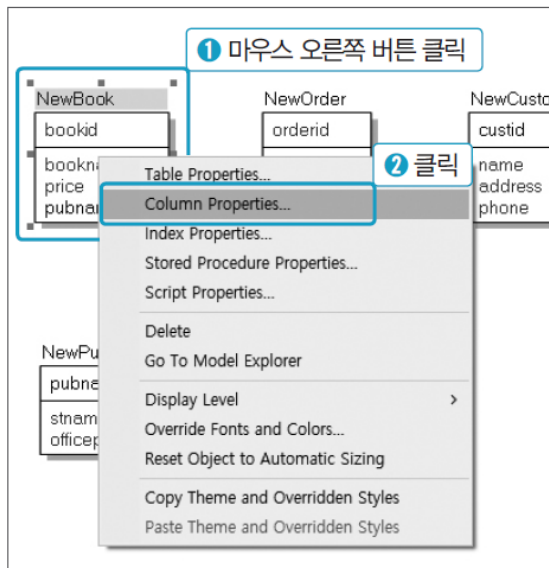 ❶ 마우스 오른쪽 버튼 클릭
NewBook
bookid
price
NewOrder
orderid
❷ 클릭
custid
name
address
phone
Table Properties...
Column Properties...
Index Properties...
Stored Procedure Properties...
Script Properties...
Delete
Go To Model Explorer
Display Level
Override Fonts and Colors...
Reset Object to Automatic Sizing
Copy Theme and Overridden Styles
Paste Theme and Overridden Styles